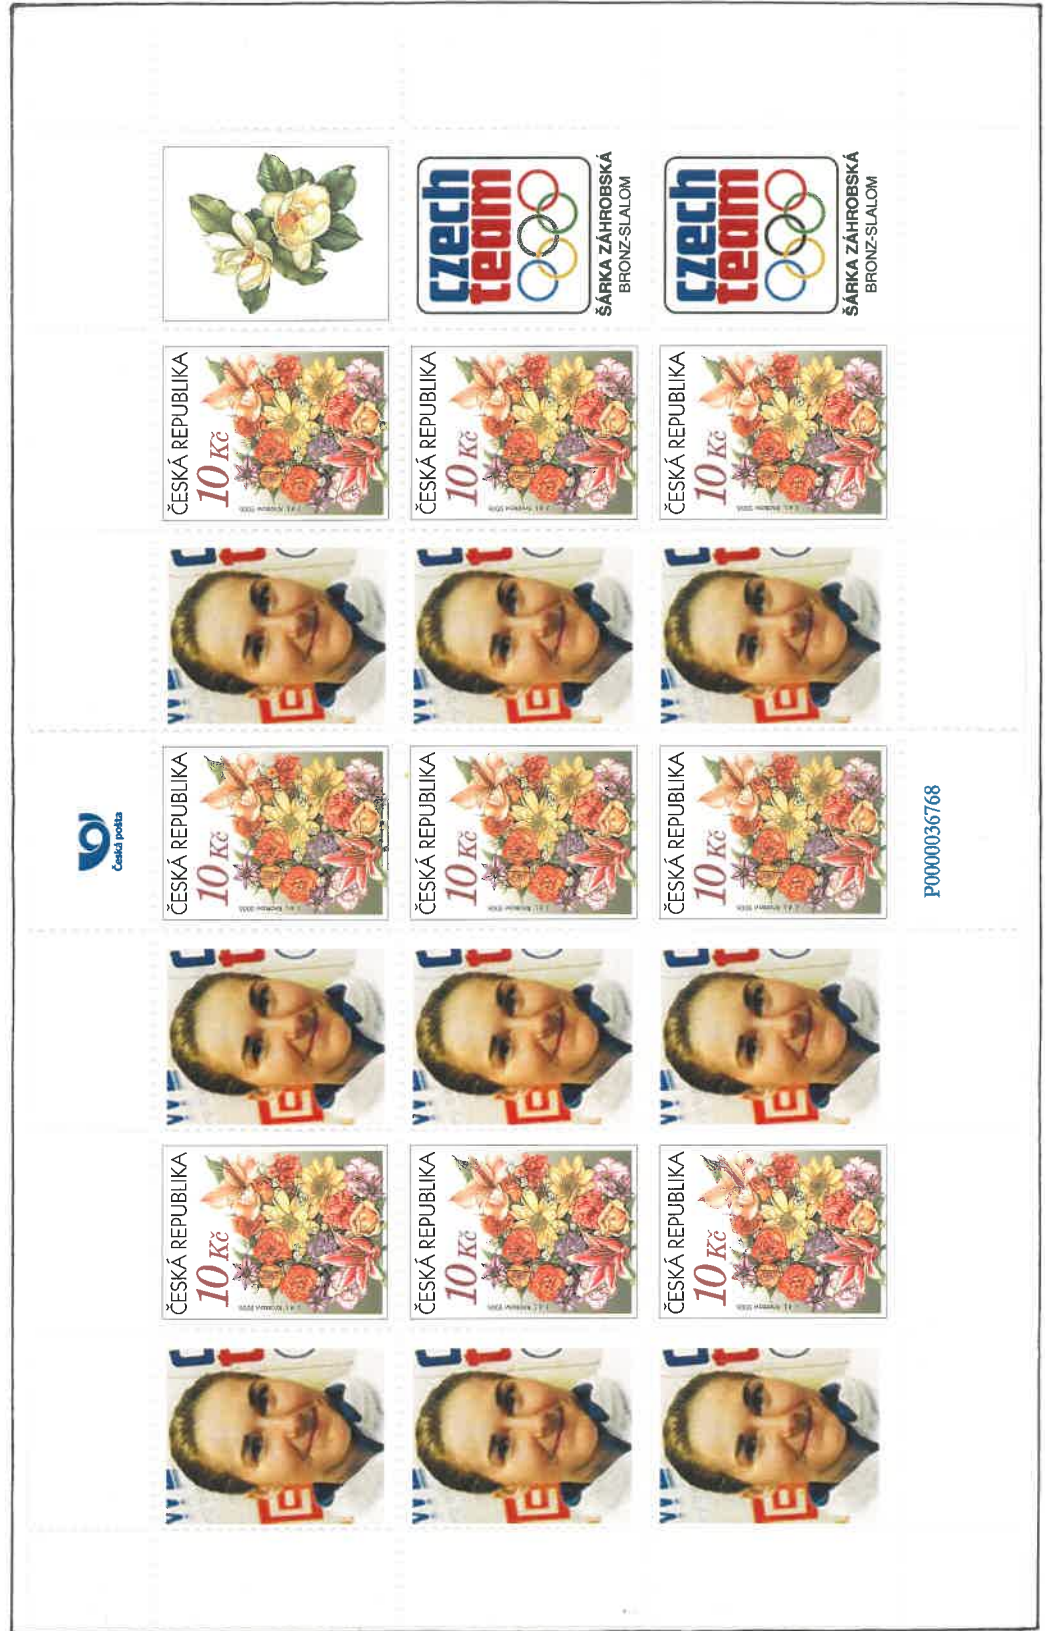 Česká pošta
czech
team
ŠÁRKA ZÁHROBSKÁ
BRONZ-SLALOM
czech
team
ŠÁRKA ZÁHROBSKÁ
BRONZ-SLALOM
ČESKÁ REPUBLIKA
10 Kč
ČESKÁ REPUBLIKA
10 Kč
ČESKÁ REPUBLIKA
10 Kč
ČESKÁ REPUBLIKA
10 Kč
ČESKÁ REPUBLIKA
10 Kč
ČESKÁ REPUBLIKA
10 Kč
ČESKÁ REPUBLIKA
10 Kč
ČESKÁ REPUBLIKA
10 Kč
ČESKÁ REPUBLIKA
10 Kč
P0000036768